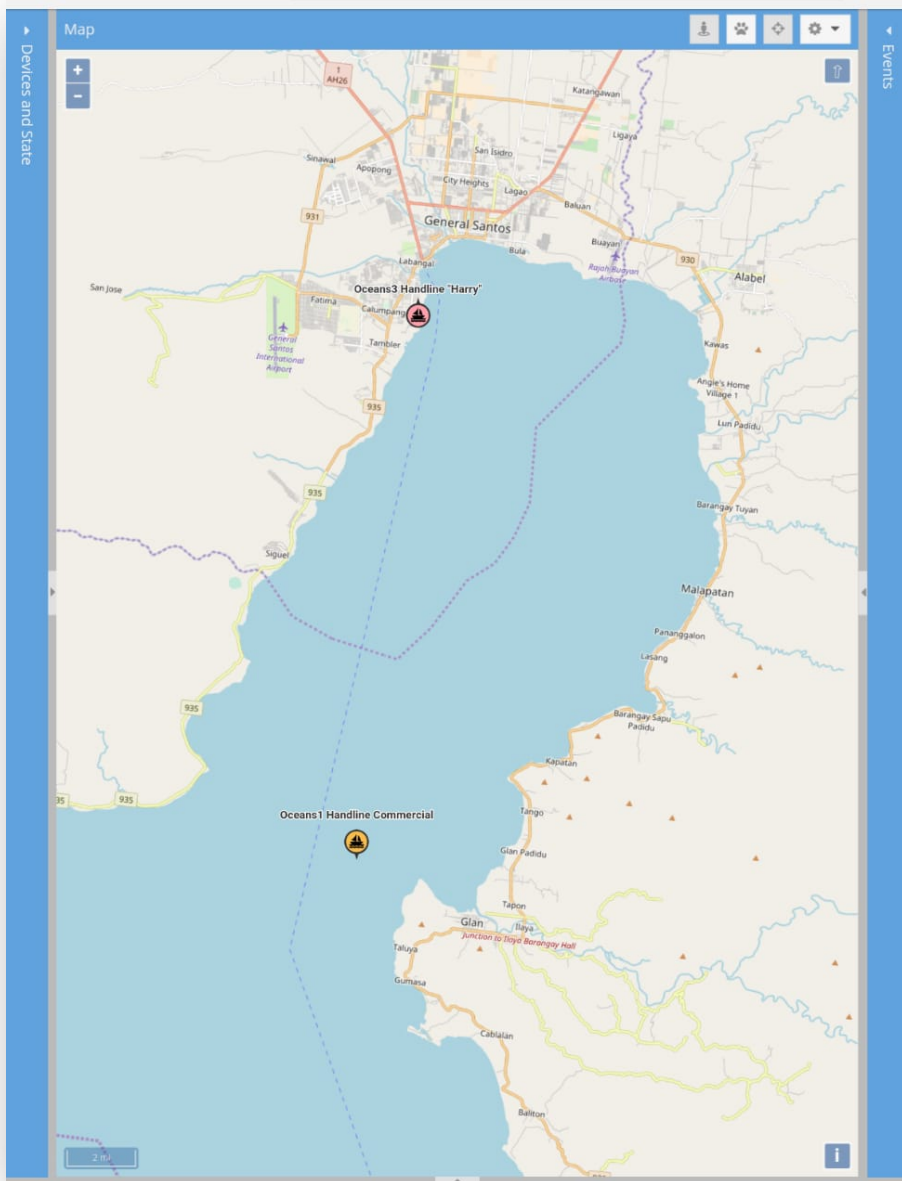 Map
Devices and State
Events
+
−
1
AH26
Katangawan
Ligaya
San Isidro
Sinawal
Apopong
City Heights
Lagao
Baluan
931
General Santos
Buayan
Bula
Labangal
930
Rajah Buayan
Airbase
Alabel
San Jose
Oceans3 Handline "Harry"
Fatima
Calumpang
General
Santos
International
Airport
Tambler
Kawas
Angie's Home
Village 1
935
Lun Padidu
935
Barangay Tuyan
Siguel
Malapatan
Pananggalon
Lasang
935
Barangay Sapu
Padidu
Kapatan
35
935
Tango
Oceans1 Handline Commercial
Glan Padidu
Tapon
Glan
Ilaya
Junction to Ilaya Barangay Hall
Taluya
Gumasa
Cablalan
Baliton
2 mi
i